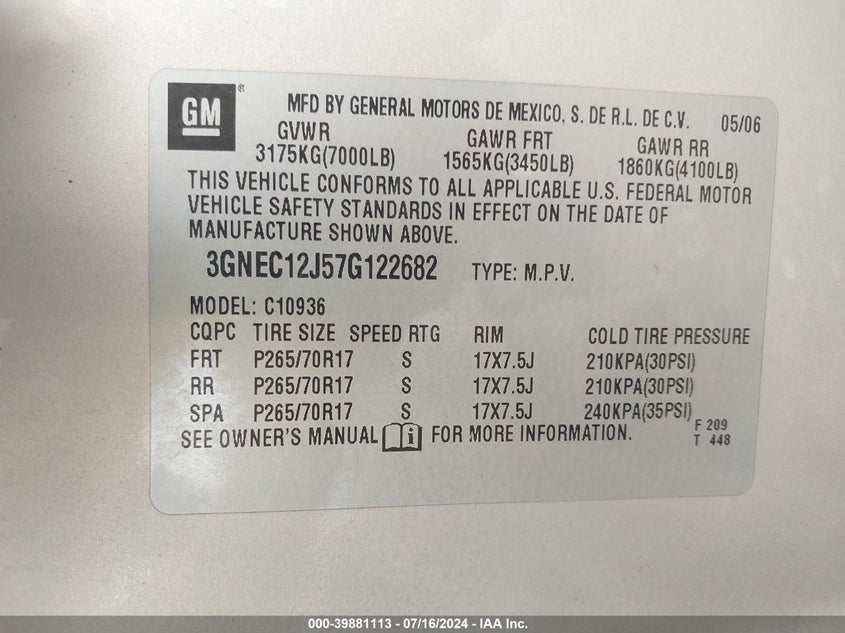 GM®
MFD BY GENERAL MOTORS DE MEXICO, S. DE R.L. DE C.V. 05/06
GVWR GAWR FRT GAWR RR
3175KG(7000LB) 1565KG(3450LB) 1860KG(4100LB)
THIS VEHICLE CONFORMS TO ALL APPLICABLE U.S. FEDERAL MOTOR
VEHICLE SAFETY STANDARDS IN EFFECT ON THE DATE OF
MANUFACTURE SHOWN ABOVE.
3GNEC12J57G122682 TYPE: M.P.V.
MODEL: C10936
CQPC TIRE SIZE SPEED RTG RIM COLD TIRE PRESSURE
FRT P265/70R17 S 17X7.5J 210KPA(30PSI)
RR P265/70R17 S 17X7.5J 210KPA(30PSI)
SPA P265/70R17 S 17X7.5J 240KPA(35PSI)
SEE OWNER'S MANUAL i FOR MORE INFORMATION.
F 209
T 448
000-39881113 - 07/16/2024 - IAA Inc.